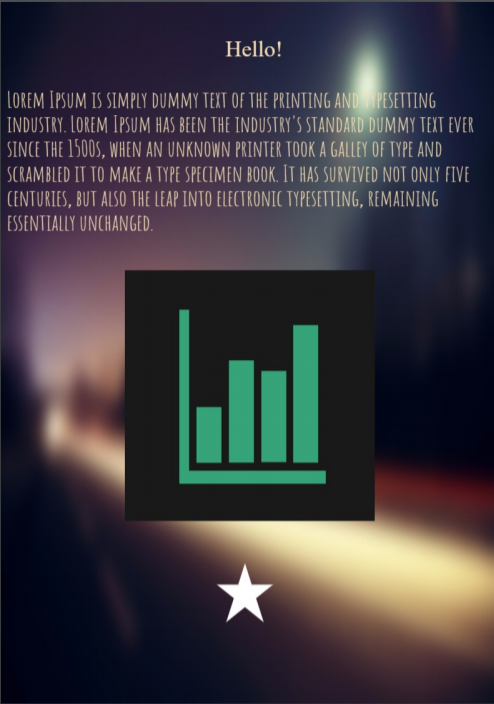 Hello!
Lorem Ipsum is simply dummy text of the printing and typesetting
industry. Lorem Ipsum has been the industry's standard dummy text ever
since the 1500s, when an unknown printer took a galley of type and
scrambled it to make a type specimen book. It has survived not only five
centuries, but also the leap into electronic typesetting, remaining
essentially unchanged.